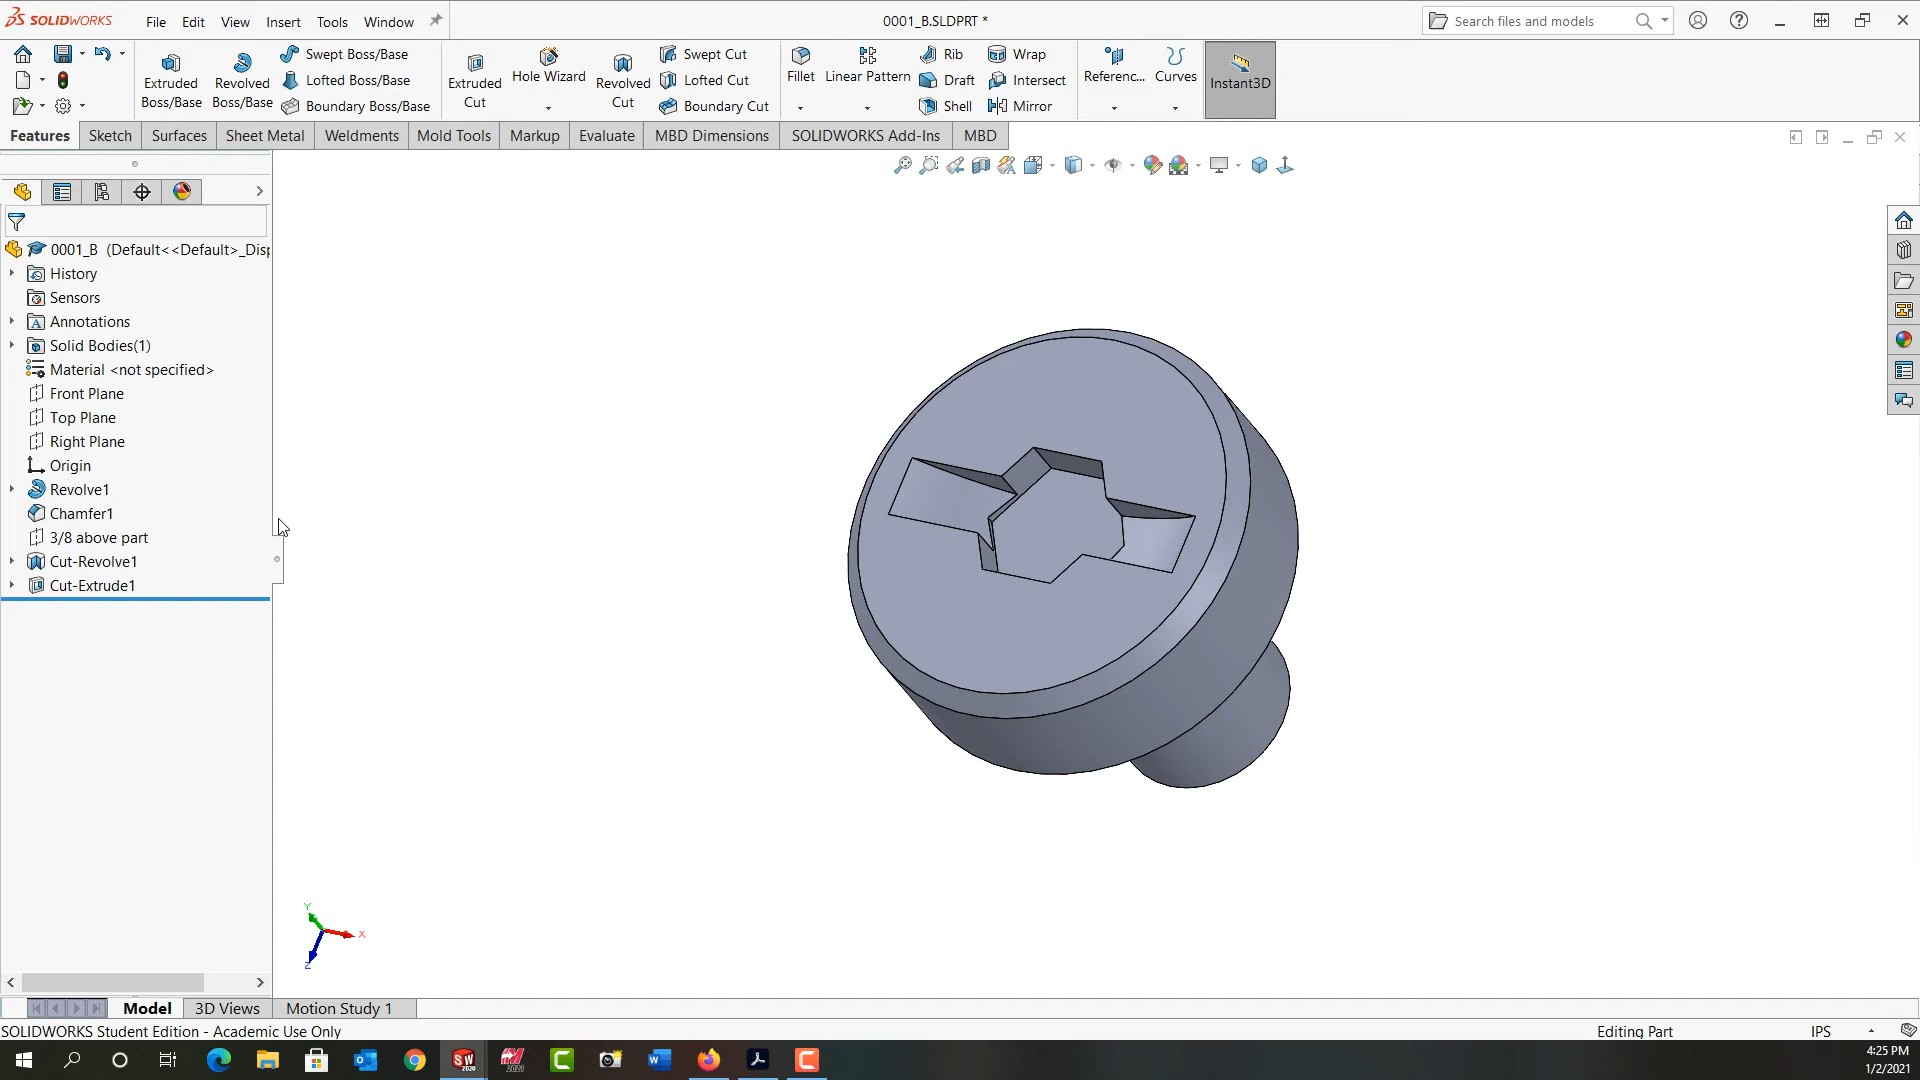 SOLIDWORKS
File Edit View Insert Tools Window
0001_B.SLDPRT *
Search files and models
Extruded Boss/Base
Revolved Boss/Base
Swept Boss/Base
Lofted Boss/Base
Boundary Boss/Base
Extruded Cut
Hole Wizard
Revolved Cut
Swept Cut
Lofted Cut
Boundary Cut
Fillet
Linear Pattern
Rib
Draft
Shell
Wrap
Intersect
Mirror
Referenc...
Curves
Instant3D
Features Sketch Surfaces Sheet Metal Weldments Mold Tools Markup Evaluate MBD Dimensions SOLIDWORKS Add-Ins MBD
0001_B (Default<<Default>_Disp
History
Sensors
Annotations
Solid Bodies(1)
Material <not specified>
Front Plane
Top Plane
Right Plane
Origin
Revolve1
Chamfer1
3/8 above part
Cut-Revolve1
Cut-Extrude1
Y
X
Z
Model 3D Views Motion Study 1
SOLIDWORKS Student Edition - Academic Use Only
Editing Part
IPS
4:25 PM
1/2/2021